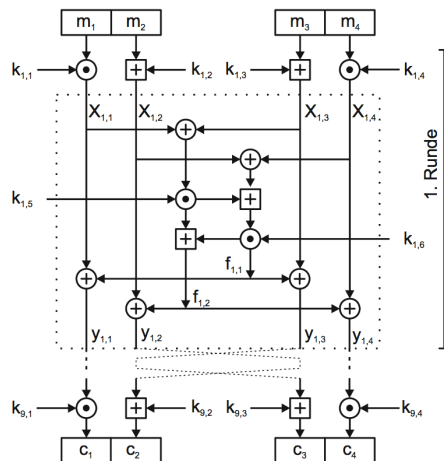 m1 m2 m3 m4
k1,1 k1,2 k1,3 k1,4
X1,1 X1,2 X1,3 X1,4
1. Runde
k1,5
k1,6
f1,1
f1,2
y1,1 y1,2 y1,3 y1,4
k9,1 k9,2 k9,3 k9,4
c1 c2 c3 c4